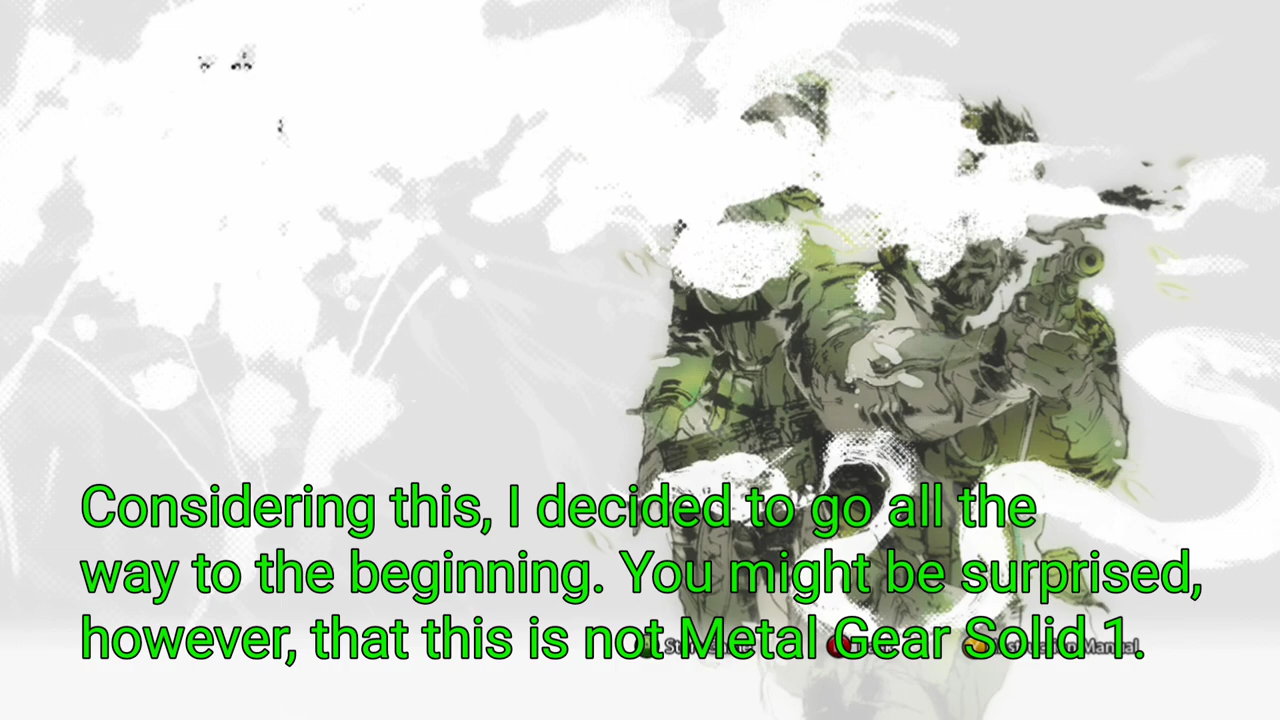 Considering this, I decided to go all the
way to the beginning. You might be surprised,
however, that this is not Metal Gear Solid 1.
Manual